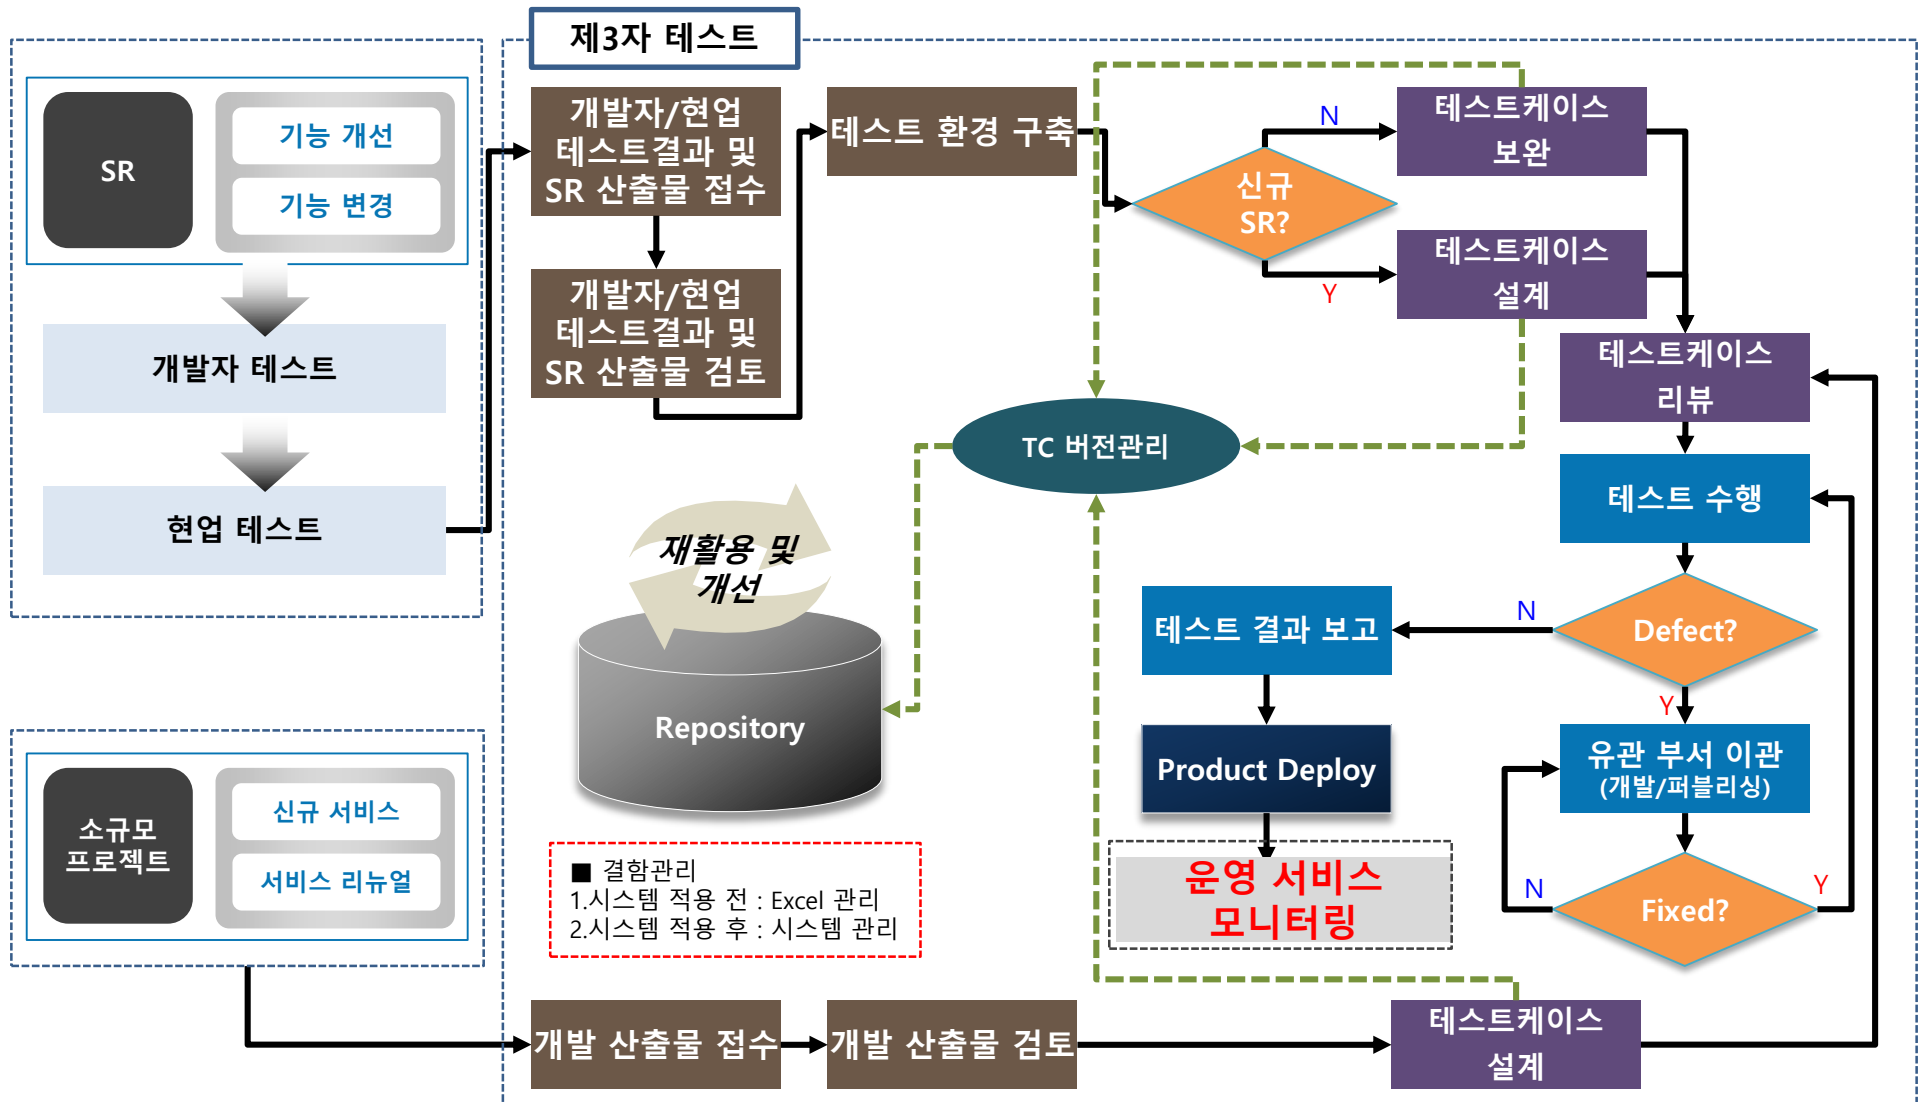 제3자 테스트
SR
기능 개선
기능 변경
개발자 테스트
현업 테스트
개발자/현업
테스트결과 및
SR 산출물 접수
개발자/현업
테스트결과 및
SR 산출물 검토
테스트 환경 구축
신규
SR?
N
Y
테스트케이스
보완
테스트케이스
설계
테스트케이스
리뷰
TC 버전관리
테스트 수행
재활용 및
개선
Repository
Defect?
N
Y
테스트 결과 보고
Product Deploy
운영 서비스
모니터링
유관 부서 이관
(개발/퍼블리싱)
Fixed?
N
Y
소규모
프로젝트
신규 서비스
서비스 리뉴얼
■ 결함관리
1.시스템 적용 전 : Excel 관리
2.시스템 적용 후 : 시스템 관리
개발 산출물 접수
개발 산출물 검토
테스트케이스
설계